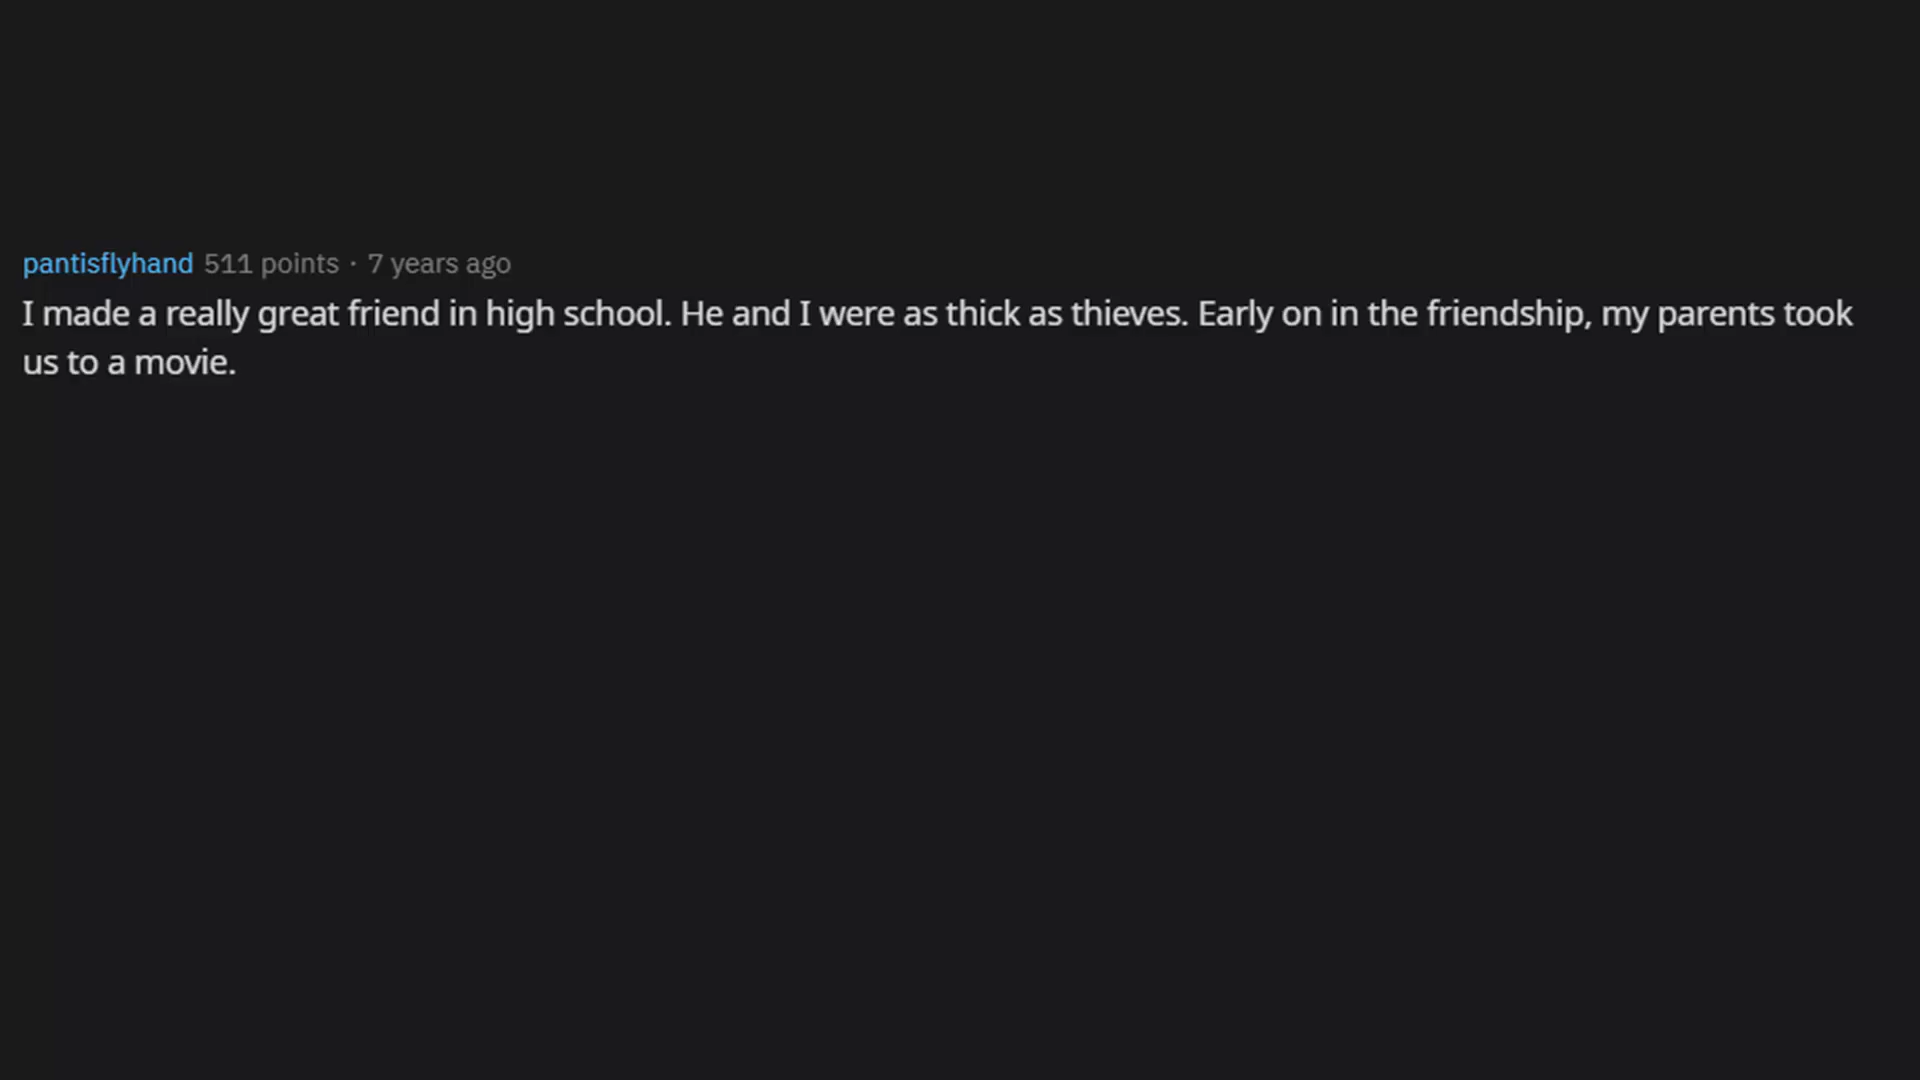 pantisflyhand 511 points · 7 years ago
I made a really great friend in high school. He and I were as thick as thieves. Early on in the friendship, my parents took
us to a movie.